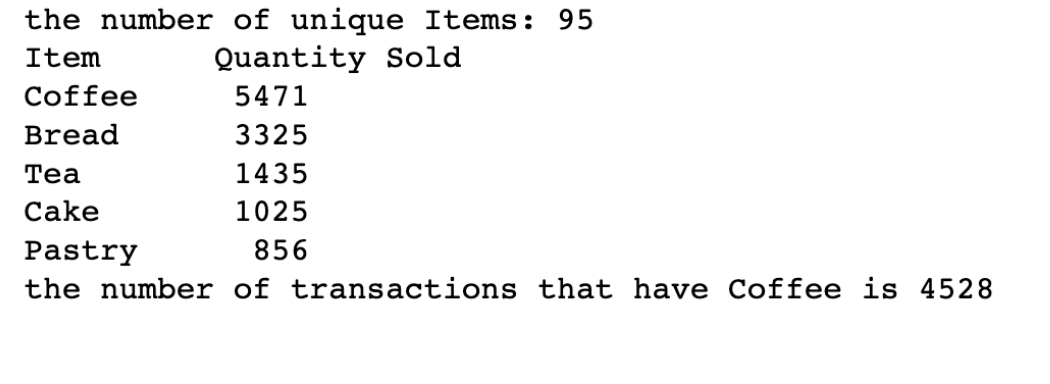 the number of unique Items: 95
Item      Quantity Sold
Coffee     5471
Bread      3325
Tea        1435
Cake       1025
Pastry      856
the number of transactions that have Coffee is 4528